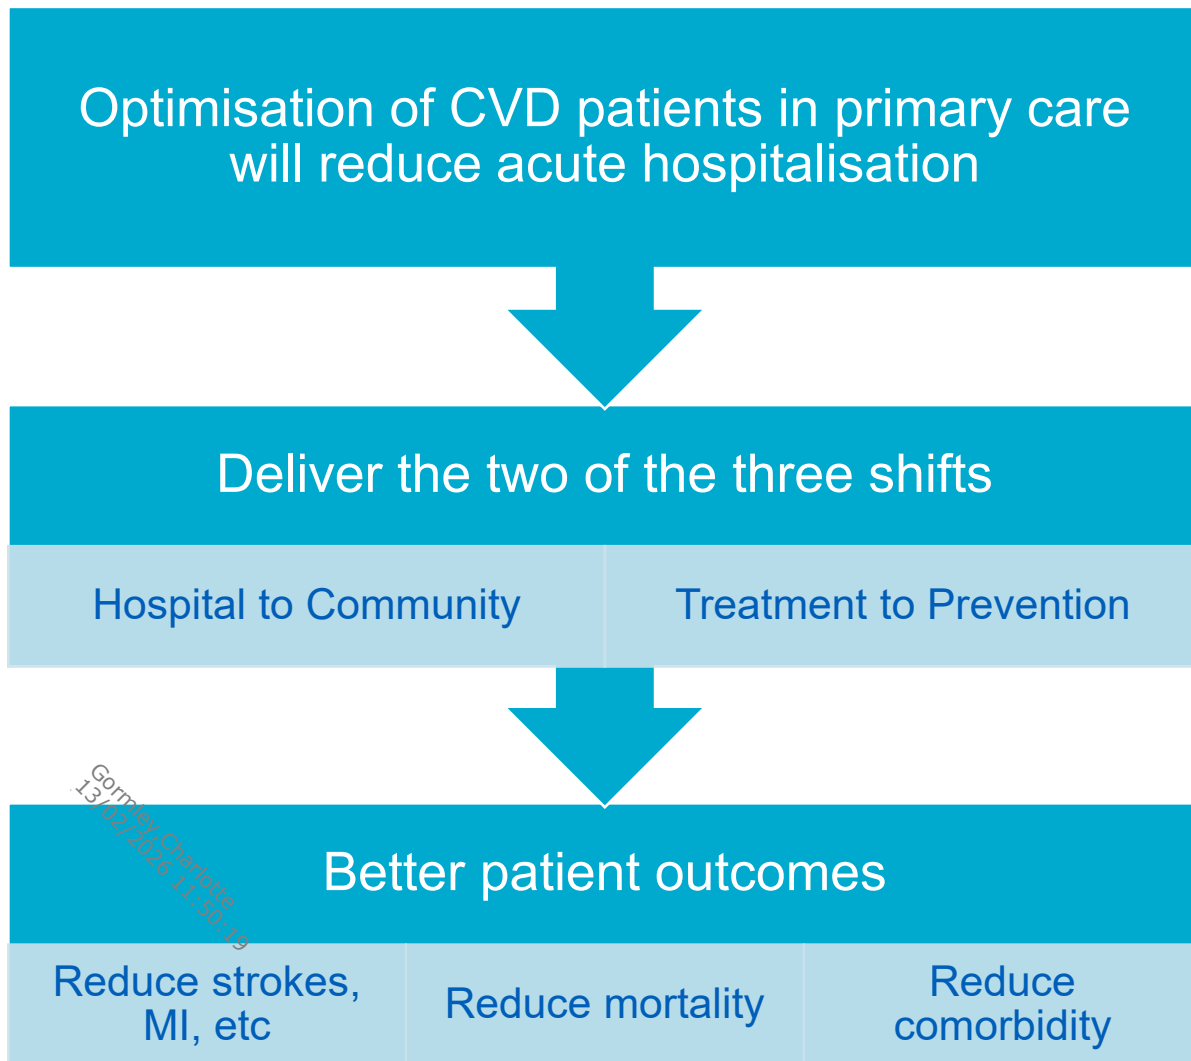 Optimisation of CVD patients in primary care
will reduce acute hospitalisation
Deliver the two of the three shifts
Hospital to Community
Treatment to Prevention
Gormley, Charlotte
13/02/2026 11:50:19
Better patient outcomes
Reduce strokes,
MI, etc
Reduce mortality
Reduce
comorbidity